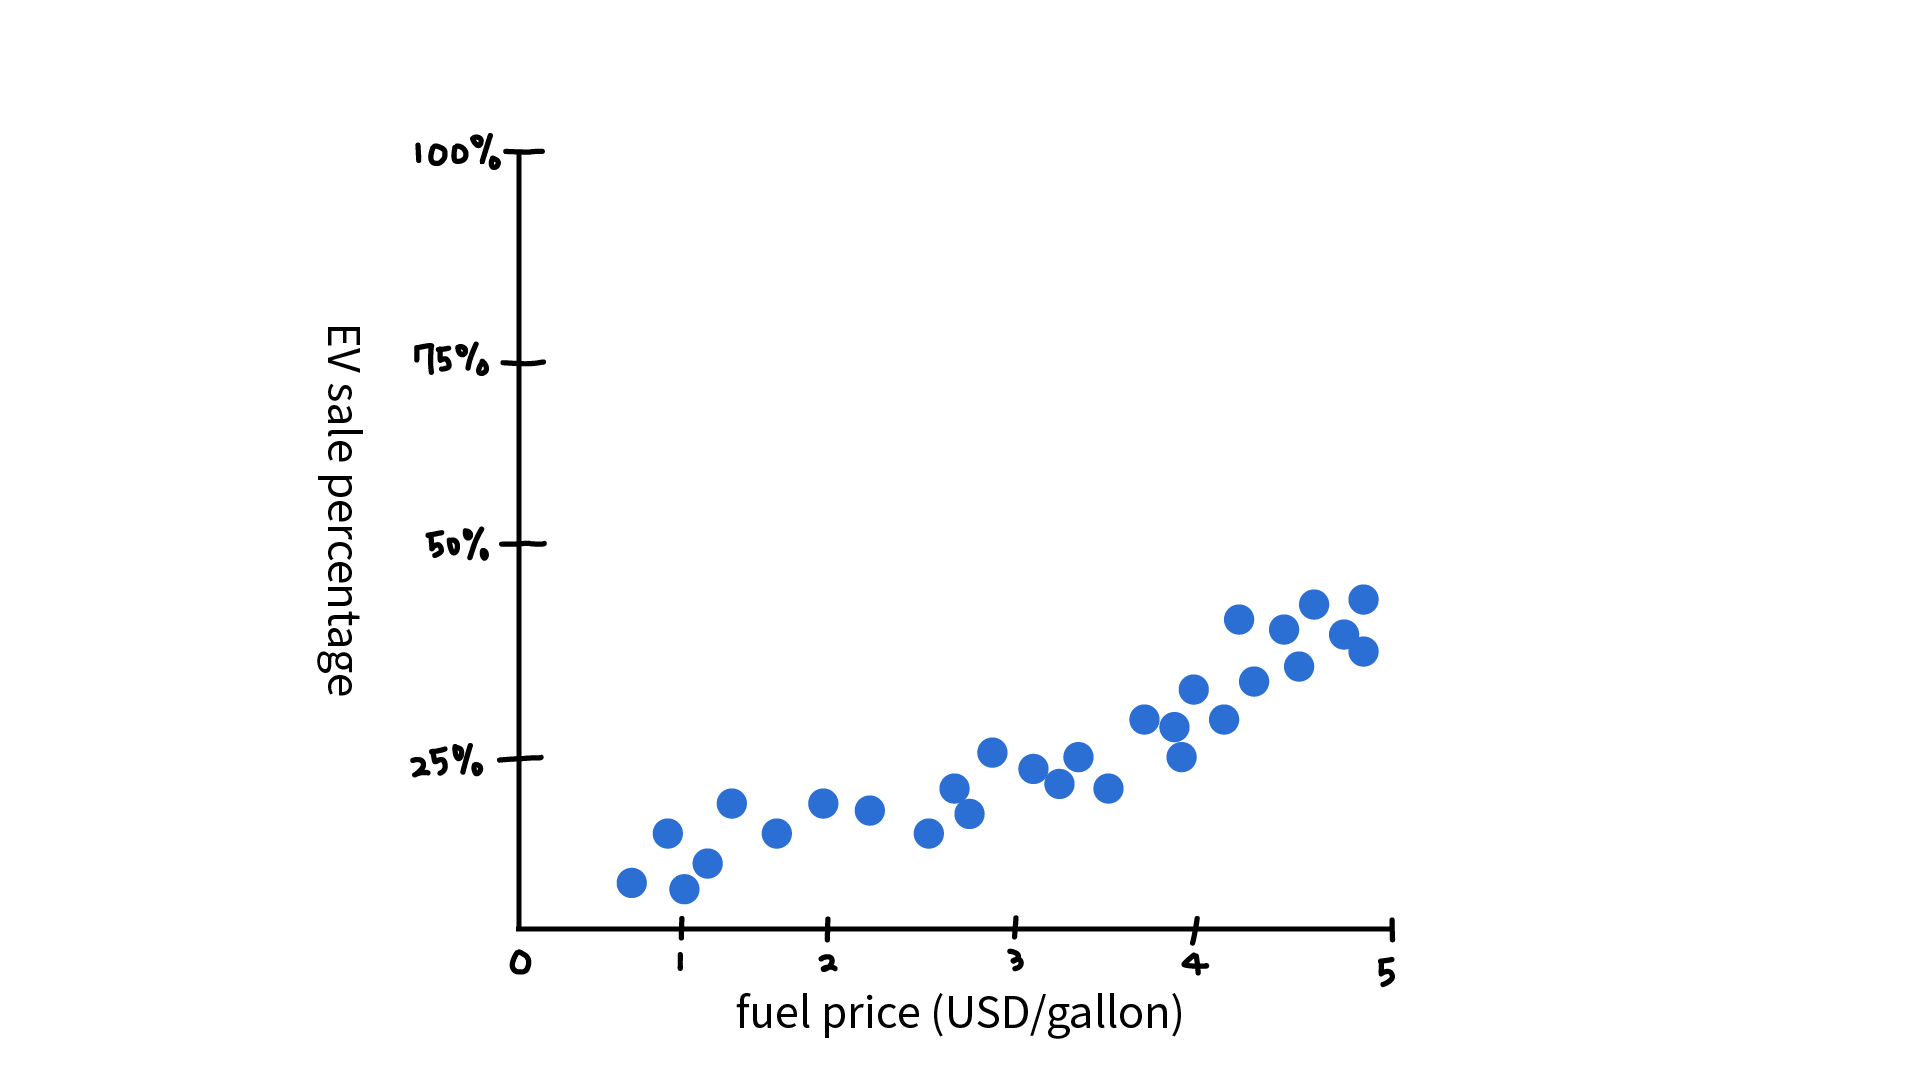 100%
75%
50%
25%
EV sale percentage
0 1 2 3 4 5
fuel price (USD/gallon)